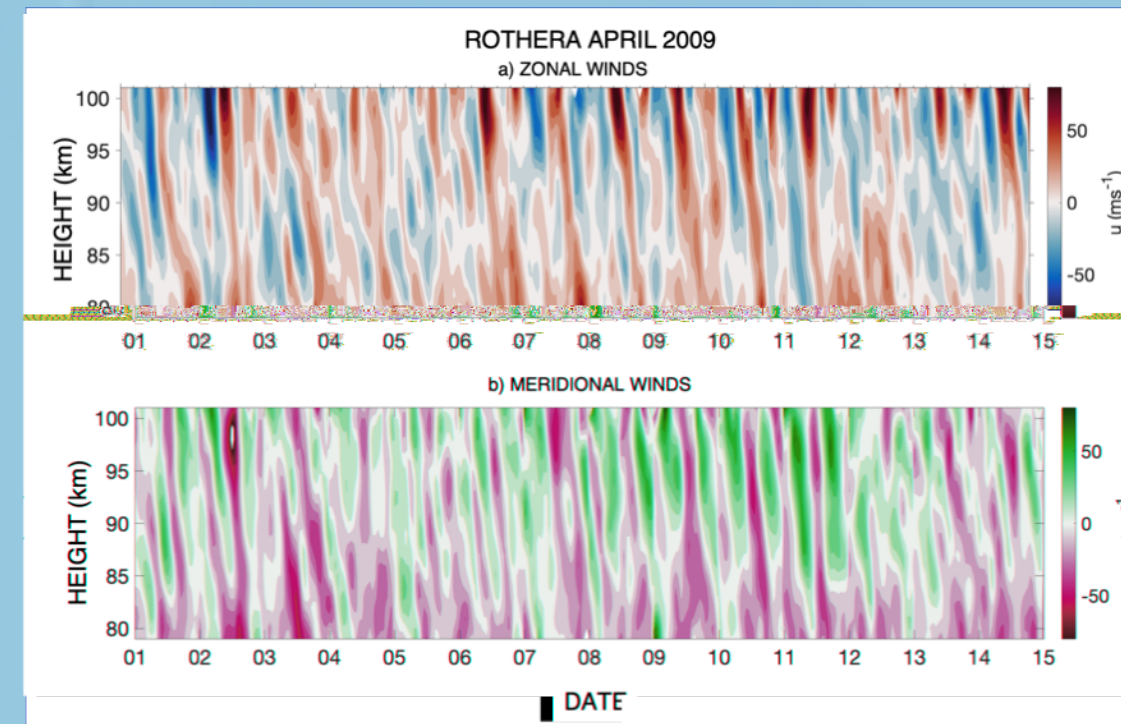 ROTHERA APRIL 2009
a) ZONAL WINDS
HEIGHT (km)
100
95
90
85
50
0
-50
u (ms⁻¹)
01 02 03 04 05 06 07 08 09 10 11 12 13 14 15
b) MERIDIONAL WINDS
HEIGHT (km)
100
95
90
85
80
50
0
-50
01 02 03 04 05 06 07 08 09 10 11 12 13 14 15
DATE